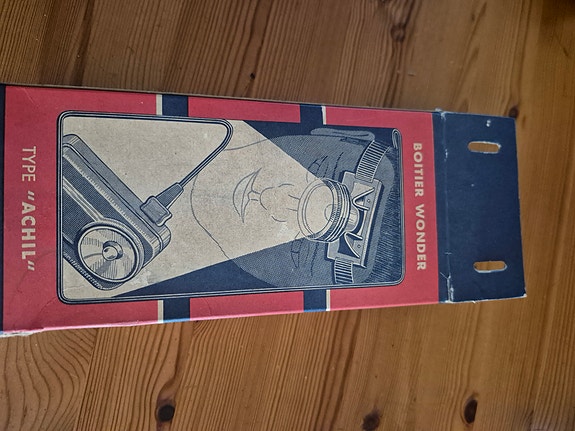 BOITIER WONDER
TYPE "ACHIL"